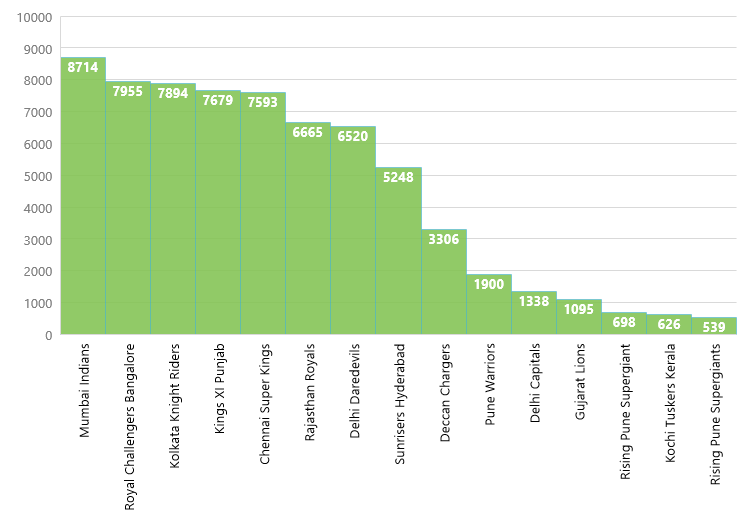 10000
9000
8000
7000
6000
5000
4000
3000
2000
1000
0
8714
7955
7894
7679
7593
6665
6520
5248
3306
1900
1338
1095
698
626
539
Mumbai Indians
Royal Challengers Bangalore
Kolkata Knight Riders
Kings XI Punjab
Chennai Super Kings
Rajasthan Royals
Delhi Daredevils
Sunrisers Hyderabad
Deccan Chargers
Pune Warriors
Delhi Capitals
Gujarat Lions
Rising Pune Supergiant
Kochi Tuskers Kerala
Rising Pune Supergiants